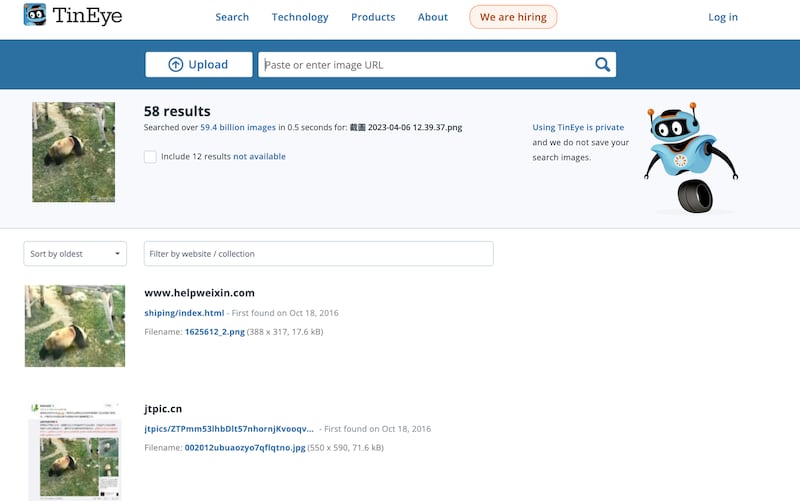 TinEye
Search Technology Products About We are hiring Log in
Upload Paste or enter image URL
58 results
Searched over 59.4 billion images in 0.5 seconds for: 截圖 2023-04-06 12.39.37.png
Include 12 results not available
Using TinEye is private
and we do not save your
search images.
Sort by oldest Filter by website / collection
www.helpweixin.com
shiping/index.html - First found on Oct 18, 2016
Filename: 1625612_2.png (388 x 317, 17.6 kB)
jtpic.cn
jtpics/ZTPmm53lhbDlt57nhornjKvooqv... - First found on Oct 18, 2016
Filename: 002012ubuaozyo7qflqtno.jpg (550 x 590, 71.6 kB)